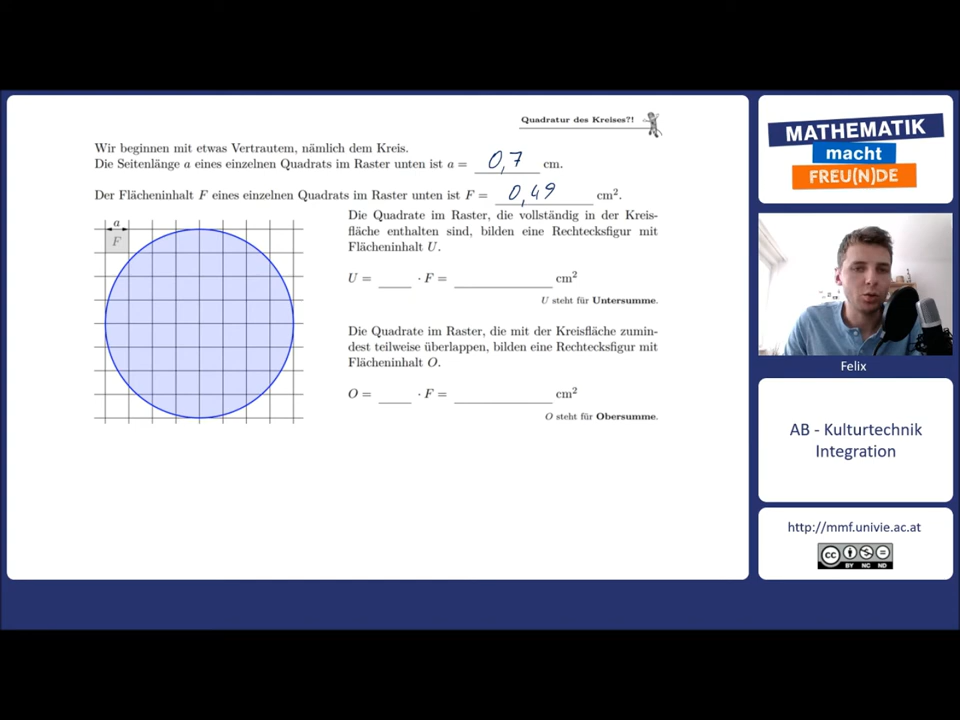 Quadratur des Kreises?!
Wir beginnen mit etwas Vertrautem, nämlich dem Kreis.
Die Seitenlänge a eines einzelnen Quadrats im Raster unten ist a = 0,7 cm.
Der Flächeninhalt F eines einzelnen Quadrats im Raster unten ist F = 0,49 cm².
a
F
Die Quadrate im Raster, die vollständig in der Kreis-
fläche enthalten sind, bilden eine Rechtecksfigur mit
Flächeninhalt U.
U = ____ · F = ____ cm²
U steht für Untersumme.
Die Quadrate im Raster, die mit der Kreisfläche zumin-
dest teilweise überlappen, bilden eine Rechtecksfigur mit
Flächeninhalt O.
O = ____ · F = ____ cm²
O steht für Obersumme.
MATHEMATIK
macht
FREU(N)DE
Felix
AB - Kulturtechnik
Integration
http://mmf.univie.ac.at
cc
BY NC ND